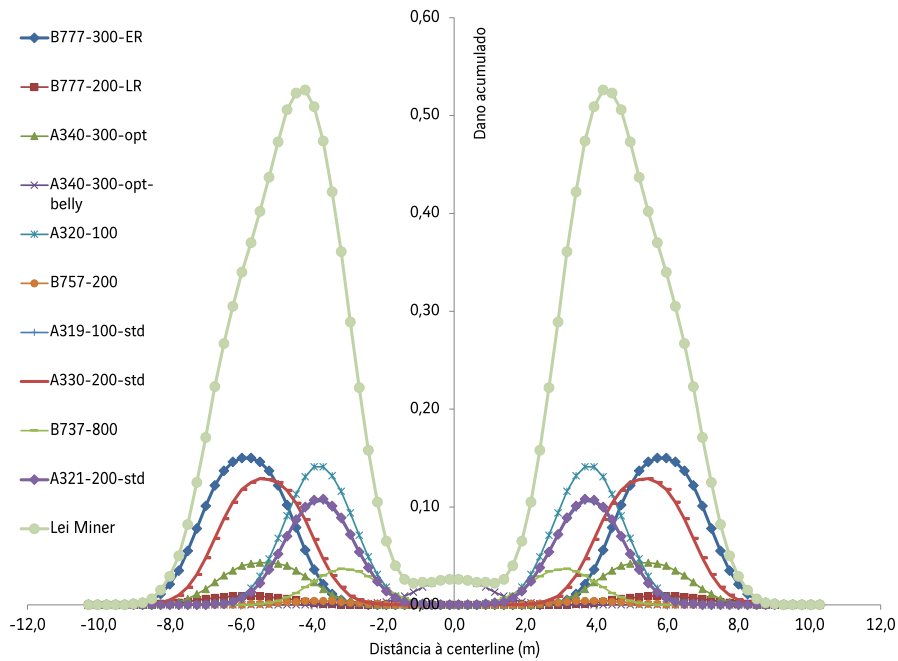 B777-300-ER
B777-200-LR
A340-300-opt
A340-300-opt-
belly
A320-100
B757-200
A319-100-std
A330-200-std
B737-800
A321-200-std
Lei Miner
0,60
0,50
0,40
0,30
0,20
0,10
0,00
Dano acumulado
-12,0 -10,0 -8,0 -6,0 -4,0 -2,0 0,0 2,0 4,0 6,0 8,0 10,0 12,0
Distância à centerline (m)